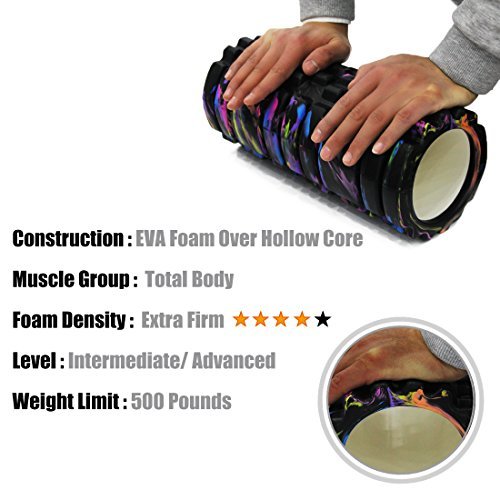 Construction : EVA Foam Over Hollow Core
Muscle Group : Total Body
Foam Density : Extra Firm
Level : Intermediate/ Advanced
Weight Limit : 500 Pounds